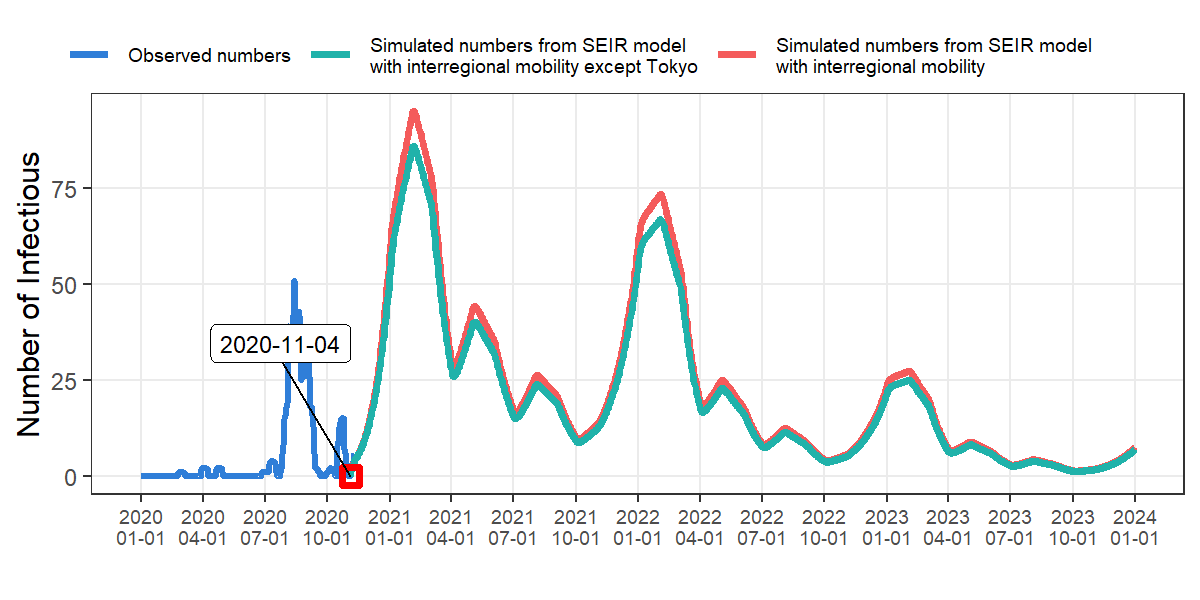 Observed numbers
Simulated numbers from SEIR model
with interregional mobility except Tokyo
Simulated numbers from SEIR model
with interregional mobility
Number of Infectious
75
50
25
0
2020-11-04
2020 2020 2020 2020 2021 2021 2021 2021 2022 2022 2022 2022 2023 2023 2023 2023 2024
01-01 04-01 07-01 10-01 01-01 04-01 07-01 10-01 01-01 04-01 07-01 10-01 01-01 04-01 07-01 10-01 01-01